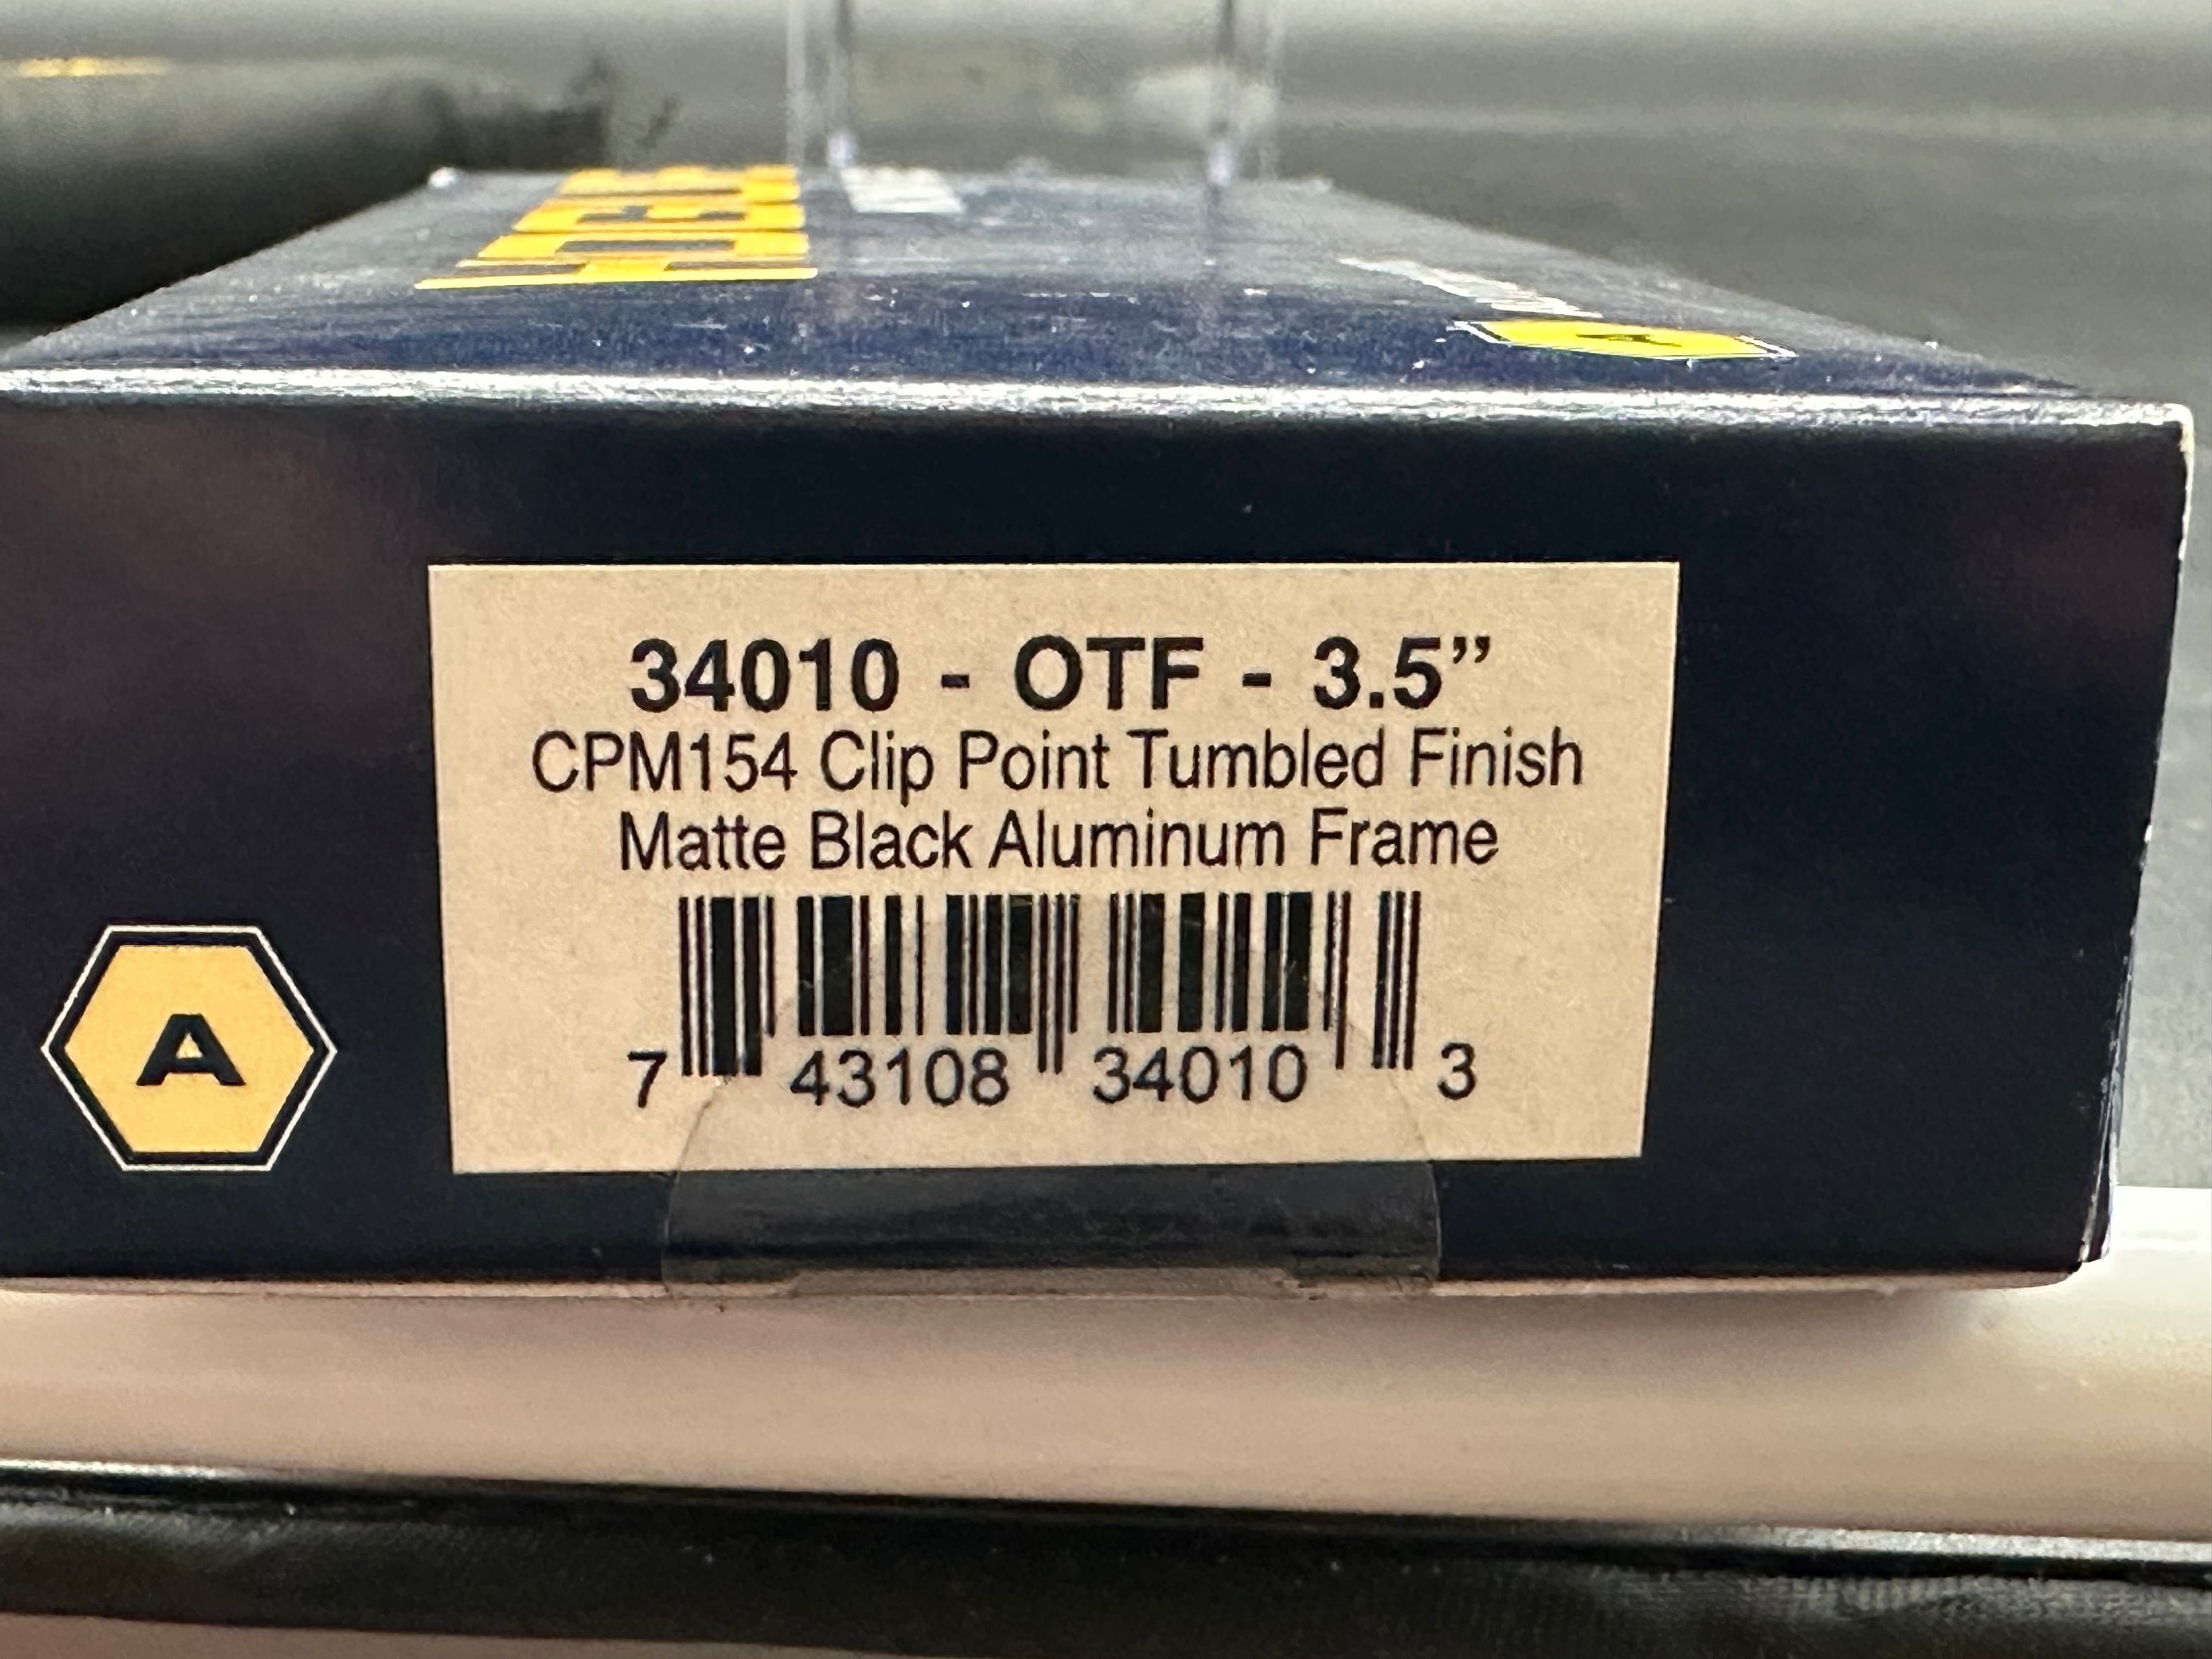 34010 - OTF - 3.5”
CPM154 Clip Point Tumbled Finish
Matte Black Aluminum Frame
7 43108 34010 3
A